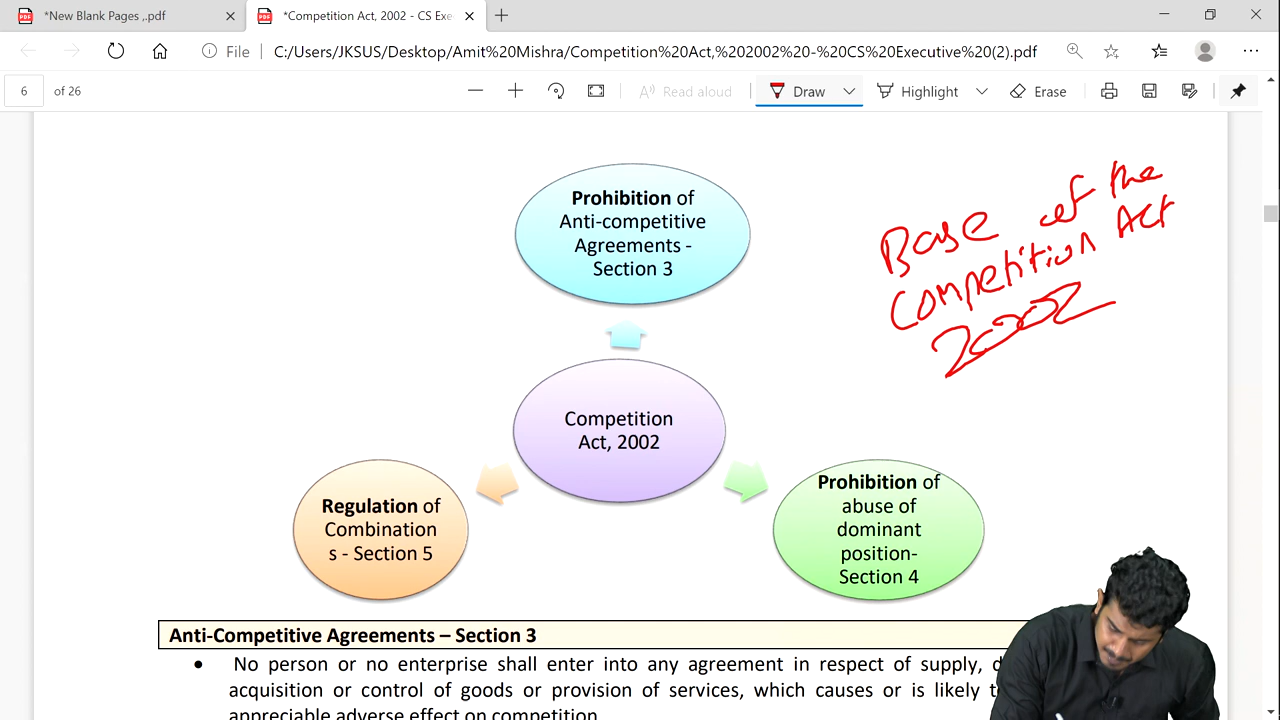 *New Blank Pages ,.pdf
*Competition Act, 2002 - CS Exe
File
C:/Users/JKSUS/Desktop/Amit%20Mishra/Competition%20Act,%202002%20-%20CS%20Executive%20(2).pdf
6 of 26
Read aloud
Draw
Highlight
Erase
Prohibition of
Anti-competitive
Agreements -
Section 3
Base of the
Competition Act
2002
Competition
Act, 2002
Regulation of
Combination
s - Section 5
Prohibition of
abuse of
dominant
position-
Section 4
Anti-Competitive Agreements – Section 3
• No person or no enterprise shall enter into any agreement in respect of supply,
acquisition or control of goods or provision of services, which causes or is likely
appreciable adverse effect on competition.